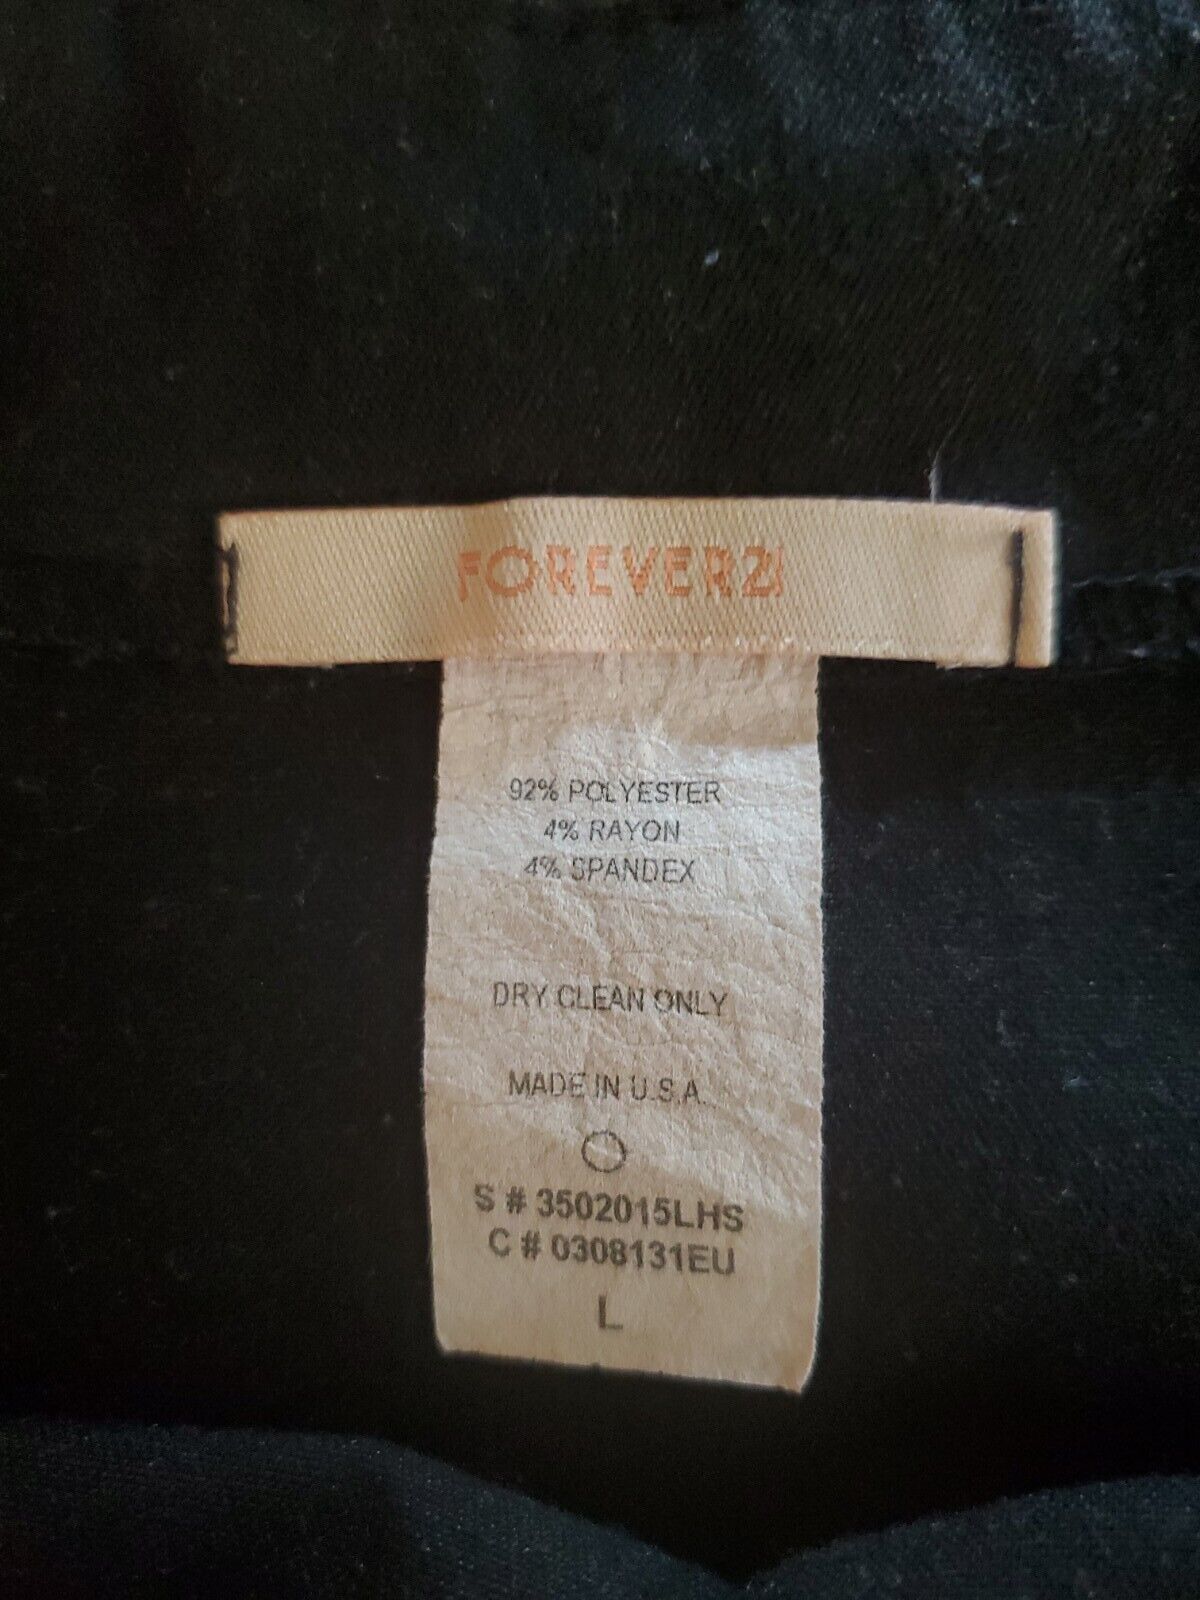 FOREVER21
92% POLYESTER
4% RAYON
4% SPANDEX
DRY CLEAN ONLY
MADE IN U.S.A.
S # 3502015LHS
C # 0308131EU
L